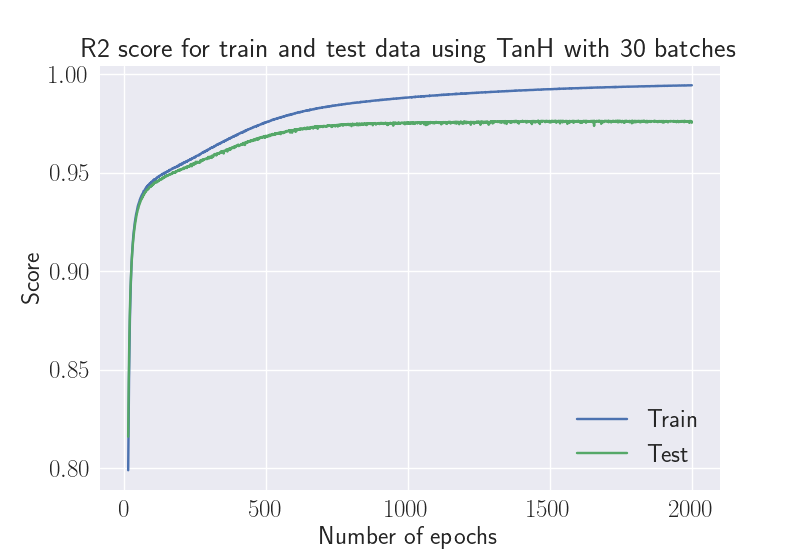 R2 score for train and test data using TanH with 30 batches
1.00
0.95
0.90
0.85
0.80
Score
Train
Test
0 500 1000 1500 2000
Number of epochs